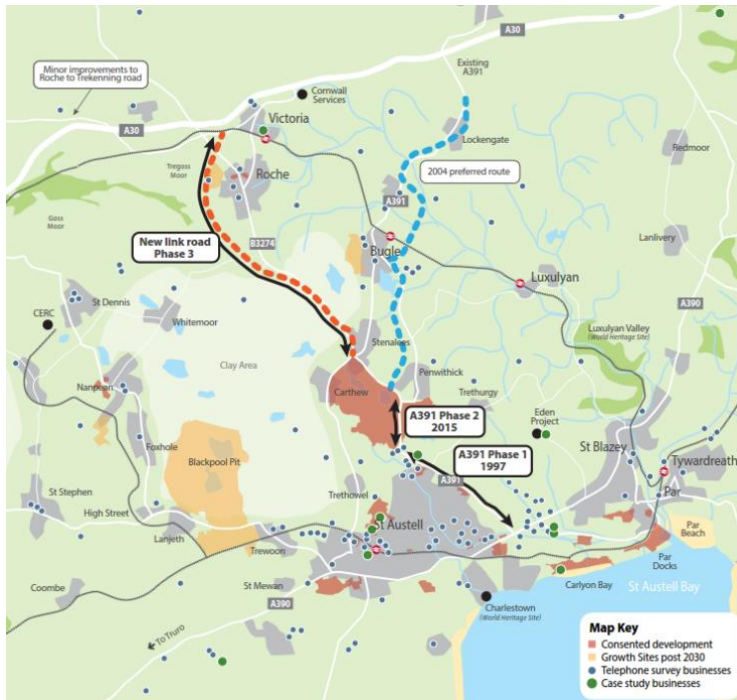 A30
Existing
A391
Minor improvements to
Roche to Trekenning road
Cornwall
Services
Victoria
A30
Lockengate
Redmoor
Tregoss
Moor
2004 preferred route
Roche
A391
Goss
Moor
New link road
Phase 3
B3274
Lanlivery
Bugle
Luxulyan
CERC
St Dennis
A390
Whitemoor
Luxulyan Valley
(World Heritage Site)
Stenalees
Clay Area
Penwithick
Nanpean
Carthew
Trethurgy
A391 Phase 2
2015
Eden
Project
Foxhole
St Blazey
A391 Phase 1
1997
Blackpool Pit
Tywardreath
A391
St Stephen
Trethowel
Par
High Street
St Austell
Par
Beach
Lanjeth
Trewoon
Par
Docks
Carlyon Bay
St Austell Bay
Coombe
St Mewan
A390
Charlestown
(World Heritage Site)
To Truro
Map Key
Consented development
Growth Sites post 2030
Telephone survey businesses
Case study businesses